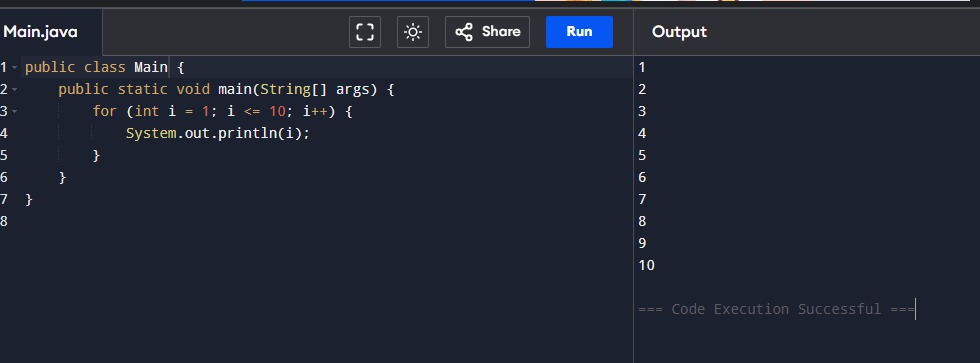 Main.java
Share
Run
Output
1 public class Main {
2     public static void main(String[] args) {
3         for (int i = 1; i <= 10; i++) {
4             System.out.println(i);
5         }
6     }
7 }
8
1
2
3
4
5
6
7
8
9
10
=== Code Execution Successful ===